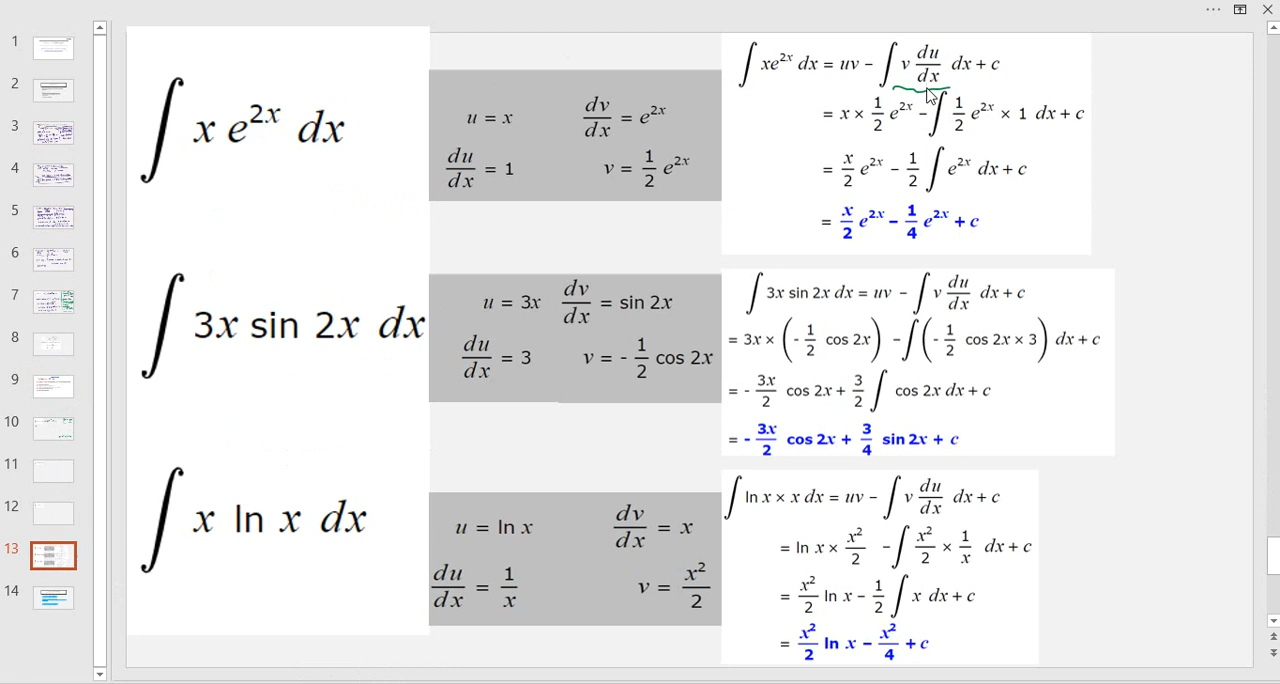 ···
1
2
3
4
5
6
7
8
9
10
11
12
13
14
∫ x e^{2x} dx
u = x    dv/dx = e^{2x}
du/dx = 1    v = 1/2 e^{2x}
∫ xe^{2x} dx = uv - ∫ v du/dx dx + c
= x × 1/2 e^{2x} - ∫ 1/2 e^{2x} × 1 dx + c
= x/2 e^{2x} - 1/2 ∫ e^{2x} dx + c
= x/2 e^{2x} - 1/4 e^{2x} + c
∫ 3x sin 2x dx
u = 3x    dv/dx = sin 2x
du/dx = 3    v = - 1/2 cos 2x
∫ 3x sin 2x dx = uv - ∫ v du/dx dx + c
= 3x × (- 1/2 cos 2x) - ∫ (- 1/2 cos 2x × 3) dx + c
= - 3x/2 cos 2x + 3/2 ∫ cos 2x dx + c
= - 3x/2 cos 2x + 3/4 sin 2x + c
∫ x ln x dx
u = ln x    dv/dx = x
du/dx = 1/x    v = x²/2
∫ ln x × x dx = uv - ∫ v du/dx dx + c
= ln x × x²/2 - ∫ x²/2 × 1/x dx + c
= x²/2 ln x - 1/2 ∫ x dx + c
= x²/2 ln x - x²/4 + c